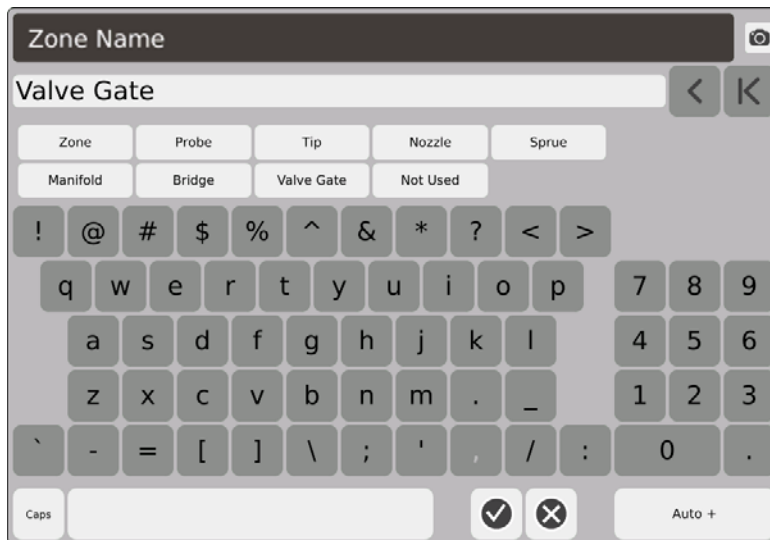 Zone Name
Valve Gate
Zone Probe Tip Nozzle Sprue
Manifold Bridge Valve Gate Not Used
! @ # $ % ^ & * ? < >
q w e r t y u i o p 7 8 9
a s d f g h j k l 4 5 6
z x c v b n m . _ 1 2 3
` - = [ ] \ ; ' , / : 0 .
Caps Auto +